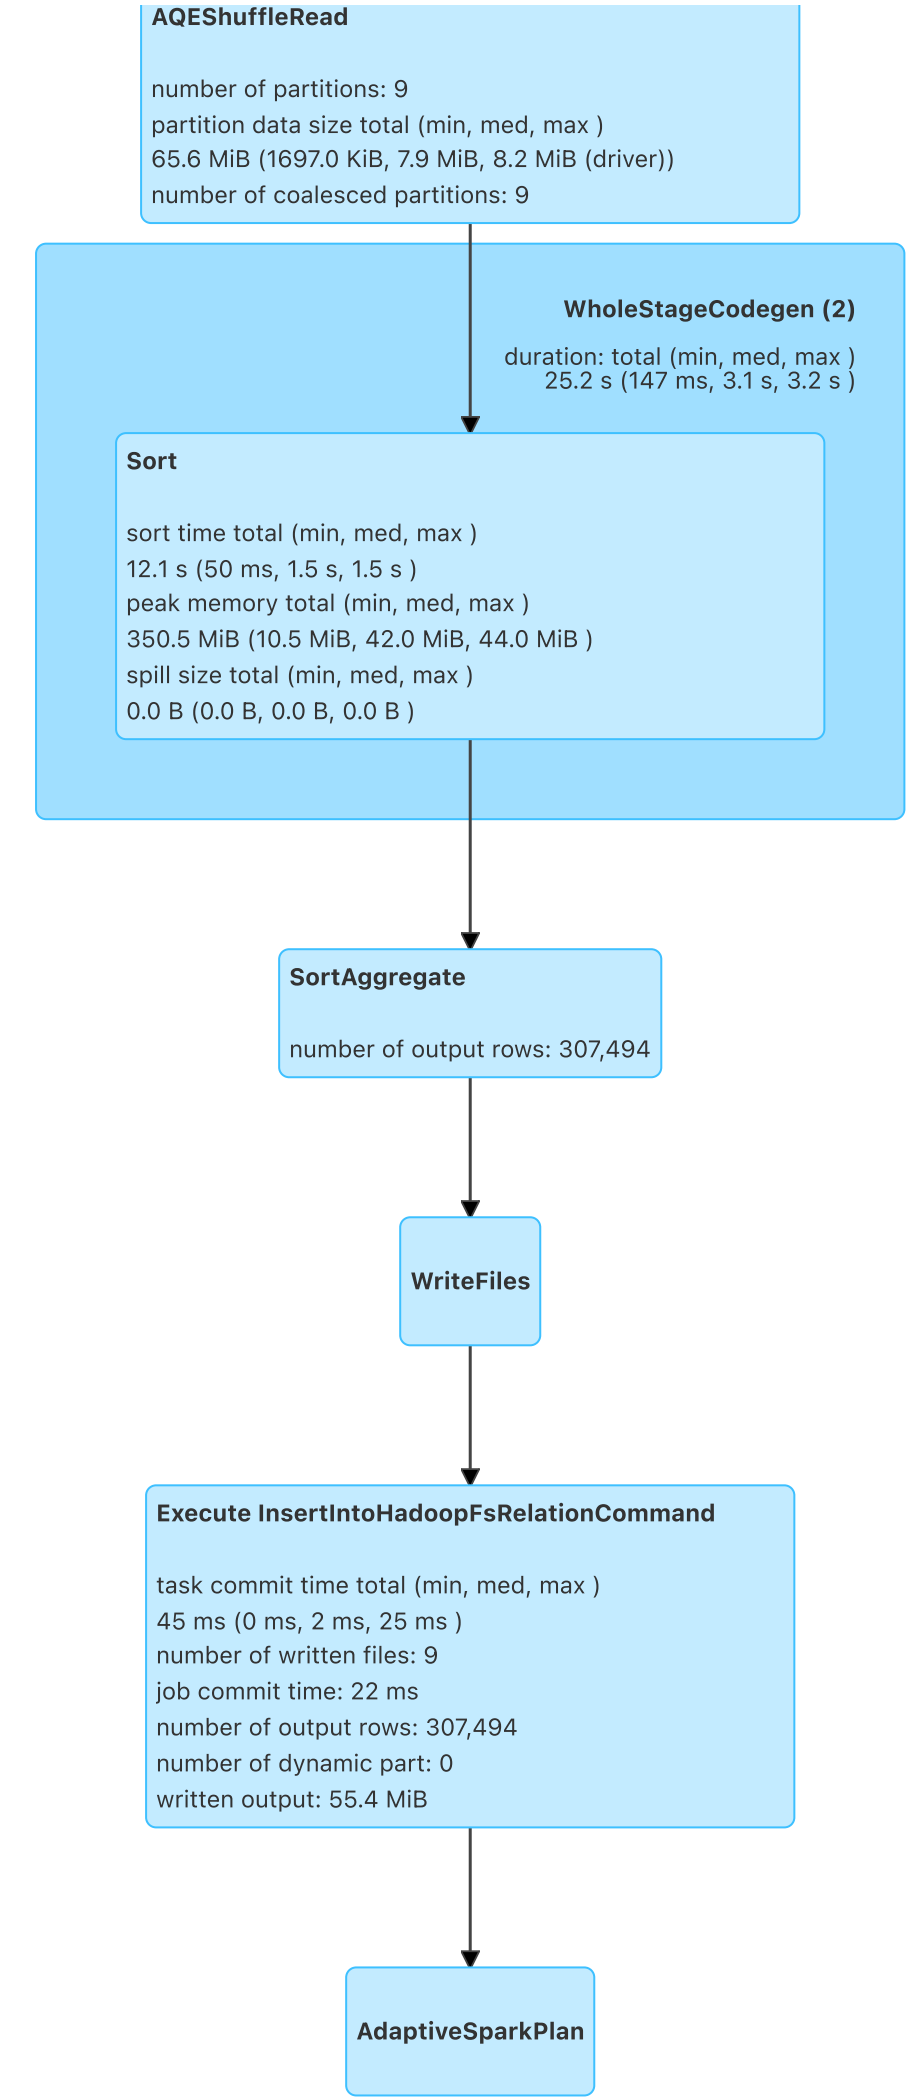 AQEShuffleRead
number of partitions: 9
partition data size total (min, med, max )
65.6 MiB (1697.0 KiB, 7.9 MiB, 8.2 MiB (driver))
number of coalesced partitions: 9
WholeStageCodegen (2)
duration: total (min, med, max )
25.2 s (147 ms, 3.1 s, 3.2 s )
Sort
sort time total (min, med, max )
12.1 s (50 ms, 1.5 s, 1.5 s )
peak memory total (min, med, max )
350.5 MiB (10.5 MiB, 42.0 MiB, 44.0 MiB )
spill size total (min, med, max )
0.0 B (0.0 B, 0.0 B, 0.0 B )
SortAggregate
number of output rows: 307,494
WriteFiles
Execute InsertIntoHadoopFsRelationCommand
task commit time total (min, med, max )
45 ms (0 ms, 2 ms, 25 ms )
number of written files: 9
job commit time: 22 ms
number of output rows: 307,494
number of dynamic part: 0
written output: 55.4 MiB
AdaptiveSparkPlan